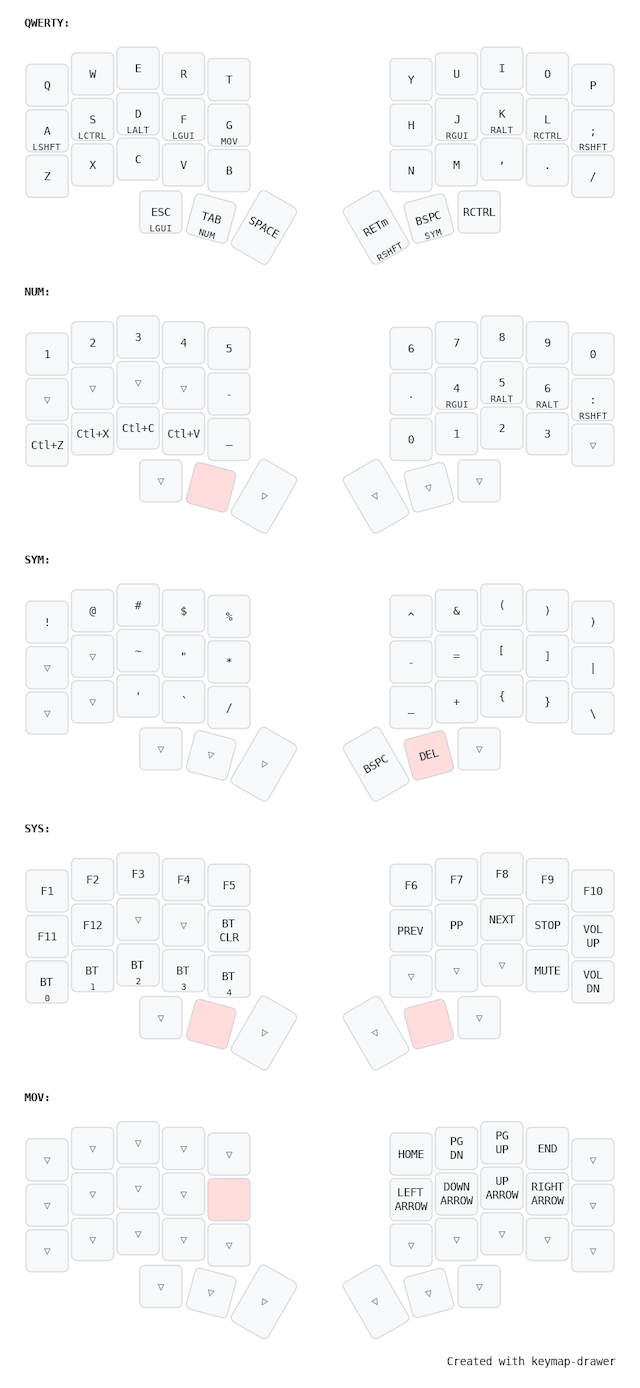 QWERTY:
Q W E R T Y U I O P
A S D F G H J K L ;
LSHFT LCTRL LALT LGUI MOV RGUI RALT RCTRL RSHFT
Z X C V B N M , . /
ESC TAB SPACE RETm BSPC RCTRL
LGUI NUM RSHFT SYM
NUM:
1 2 3 4 5 6 7 8 9 0
▽ ▽ ▽ ▽ - . 4 5 6 :
RGUI RALT RALT RSHFT
Ctl+Z Ctl+X Ctl+C Ctl+V _ 0 1 2 3 ▽
▽ ▽ ▽ ▽ ▽
SYM:
! @ # $ % ^ & ( ) )
▽ ▽ ~ " * - = [ ] |
▽ ▽ ' ` / _ + { } \
▽ ▽ ▽ BSPC DEL ▽
SYS:
F1 F2 F3 F4 F5 F6 F7 F8 F9 F10
F11 F12 ▽ ▽ BT CLR PREV PP NEXT STOP VOL UP
BT 0 BT 1 BT 2 BT 3 BT 4 ▽ ▽ ▽ MUTE VOL DN
▽ ▽ ▽ ▽
MOV:
▽ ▽ ▽ ▽ ▽ HOME PG DN PG UP END ▽
▽ ▽ ▽ ▽ LEFT ARROW DOWN ARROW UP ARROW RIGHT ARROW ▽
▽ ▽ ▽ ▽ ▽ ▽ ▽ ▽ ▽ ▽
▽ ▽ ▽ ▽ ▽ ▽
Created with keymap-drawer